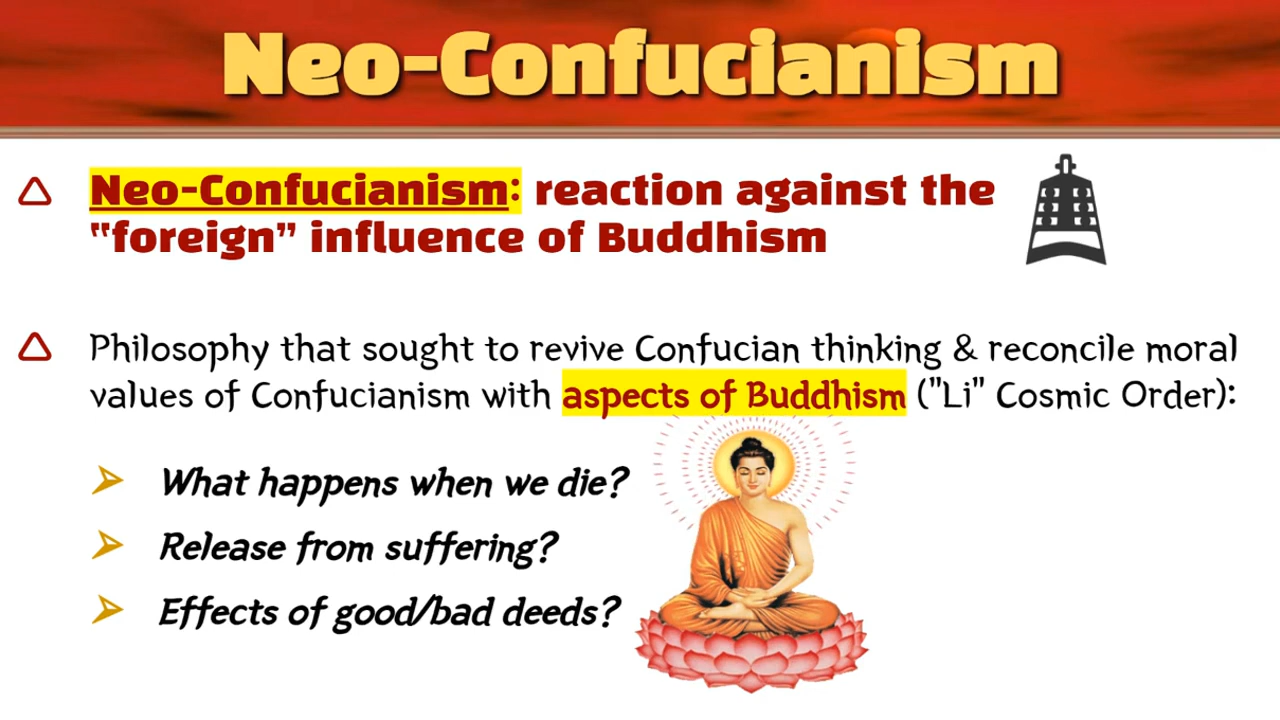 Neo-Confucianism
Neo-Confucianism: reaction against the
“foreign” influence of Buddhism
Philosophy that sought to revive Confucian thinking & reconcile moral
values of Confucianism with aspects of Buddhism ("Li" Cosmic Order):
What happens when we die?
Release from suffering?
Effects of good/bad deeds?